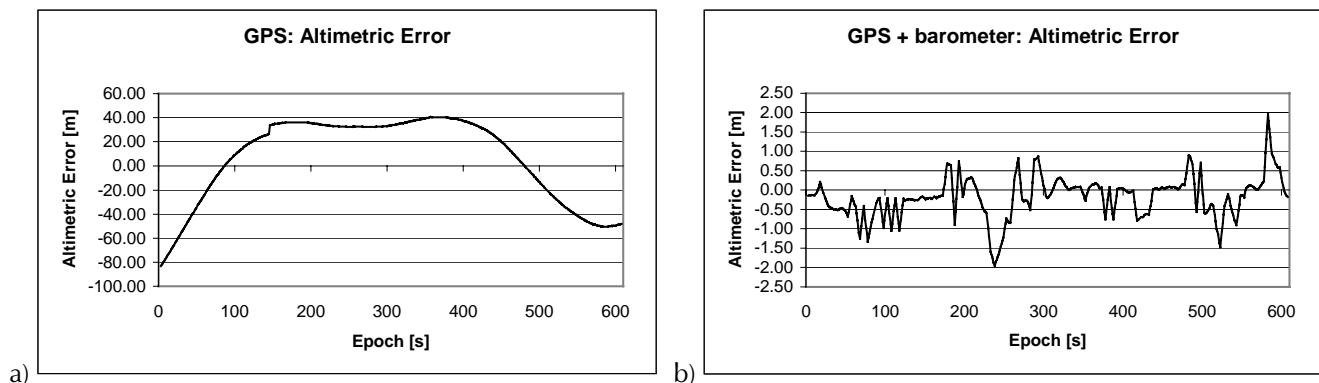 GPS: Altimetric Error
Altimetric Error [m]
60.00
40.00
20.00
0.00
-20.00
-40.00
-60.00
-80.00
-100.00
0 100 200 300 400 500 600
Epoch [s]
a)
GPS + barometer: Altimetric Error
Altimetric Error [m]
2.50
2.00
1.50
1.00
0.50
0.00
-0.50
-1.00
-1.50
-2.00
-2.50
0 100 200 300 400 500 600
Epoch [s]
b)